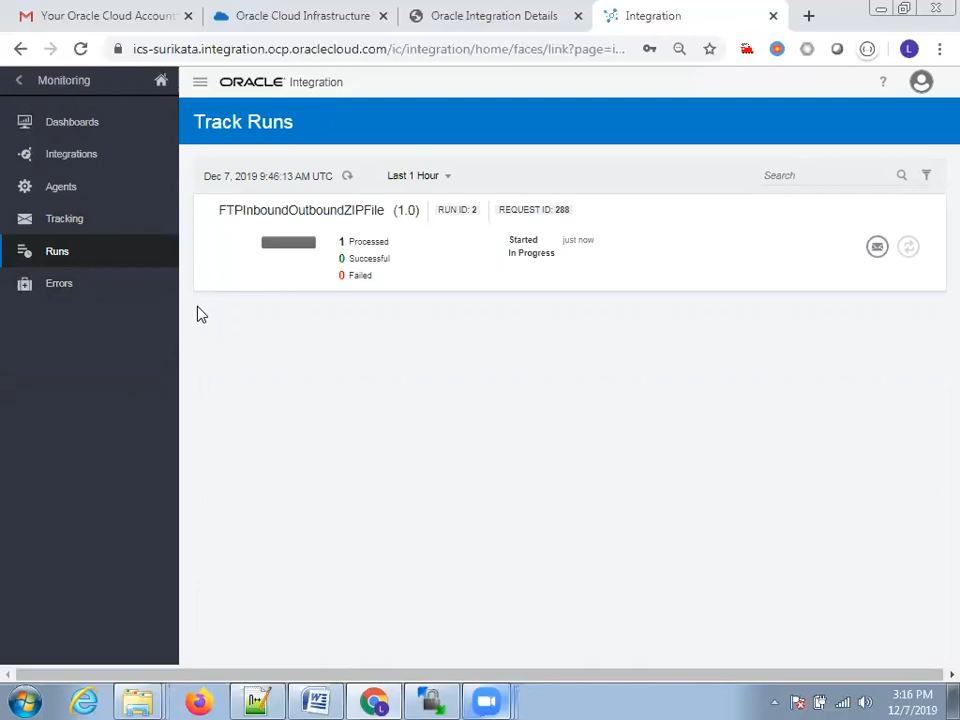 Your Oracle Cloud Account
Oracle Cloud Infrastructure
Oracle Integration Details
Integration
ics-surikata.integration.ocp.oraclecloud.com/ic/integration/home/faces/link?page=i...
L
Monitoring
ORACLE Integration
?
Dashboards
Track Runs
Integrations
Dec 7, 2019 9:46:13 AM UTC
Last 1 Hour
Search
Agents
FTPInboundOutboundZIPFile (1.0)
RUN ID: 2
REQUEST ID: 288
Tracking
1 Processed
Started just now
Runs
0 Successful
In Progress
0 Failed
Errors
3:16 PM
12/7/2019